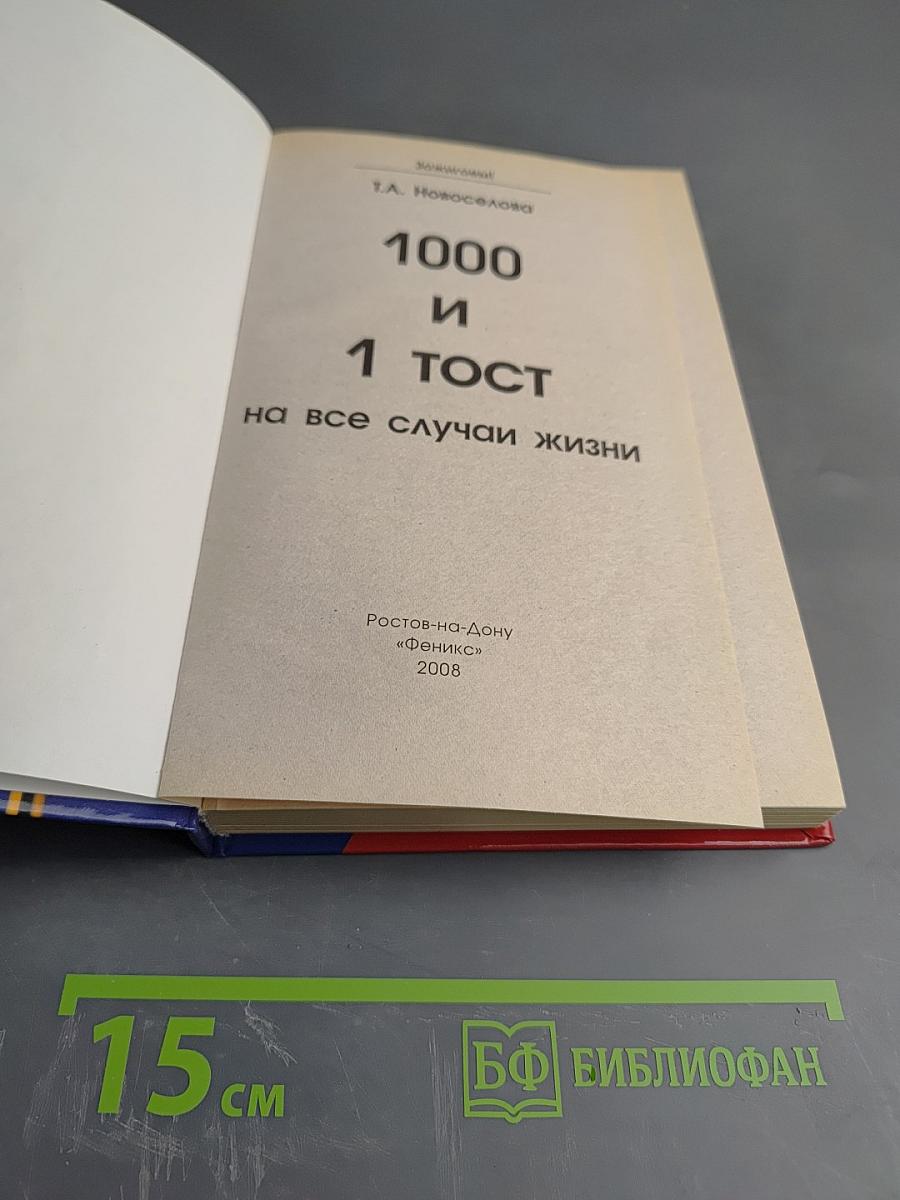 Т.А. Новоселова
1000
и
1 тост
на все случаи жизни
Ростов-на-Дону
«Феникс»
2008
15 см
БФ БИБЛИОФАН